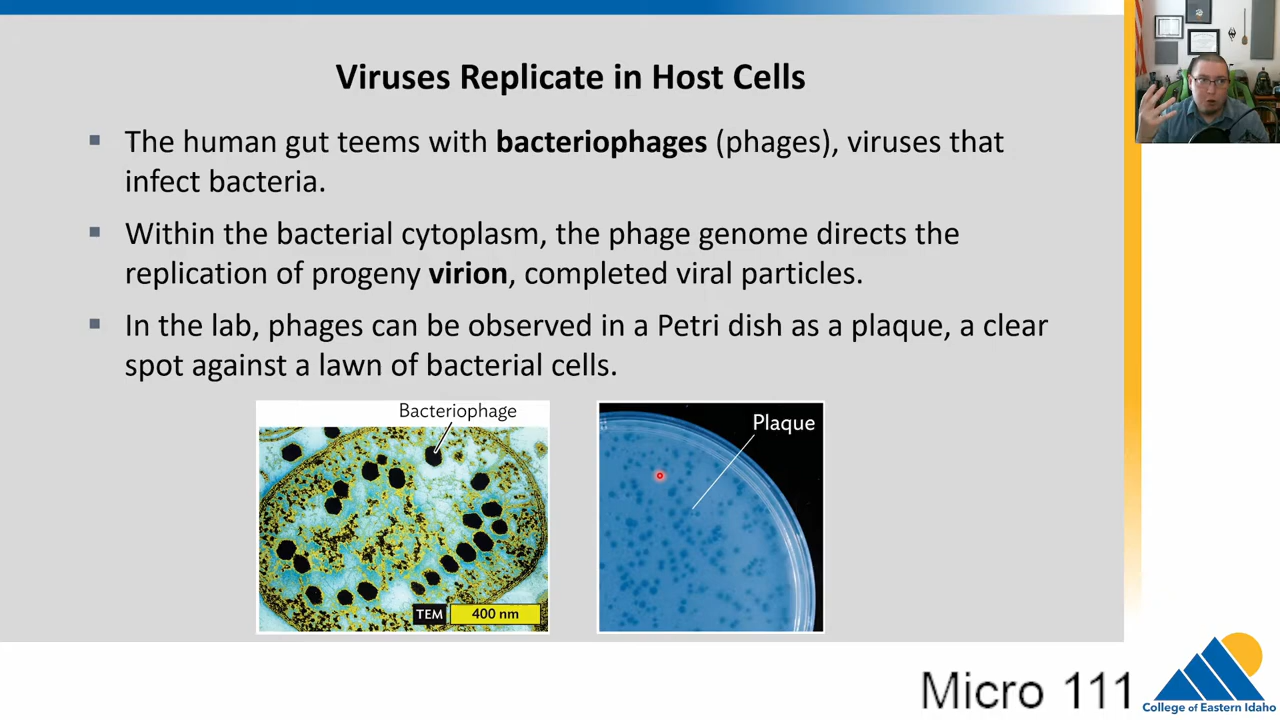 Viruses Replicate in Host Cells
▪ The human gut teems with bacteriophages (phages), viruses that
infect bacteria.
▪ Within the bacterial cytoplasm, the phage genome directs the
replication of progeny virion, completed viral particles.
▪ In the lab, phages can be observed in a Petri dish as a plaque, a clear
spot against a lawn of bacterial cells.
Bacteriophage
TEM 400 nm
Plaque
Micro 111
College of Eastern Idaho